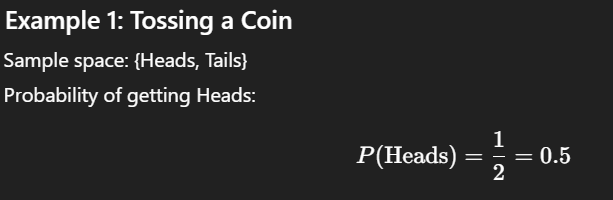 Example 1: Tossing a Coin
Sample space: {Heads, Tails}
Probability of getting Heads:
P(Heads) = 1/2 = 0.5